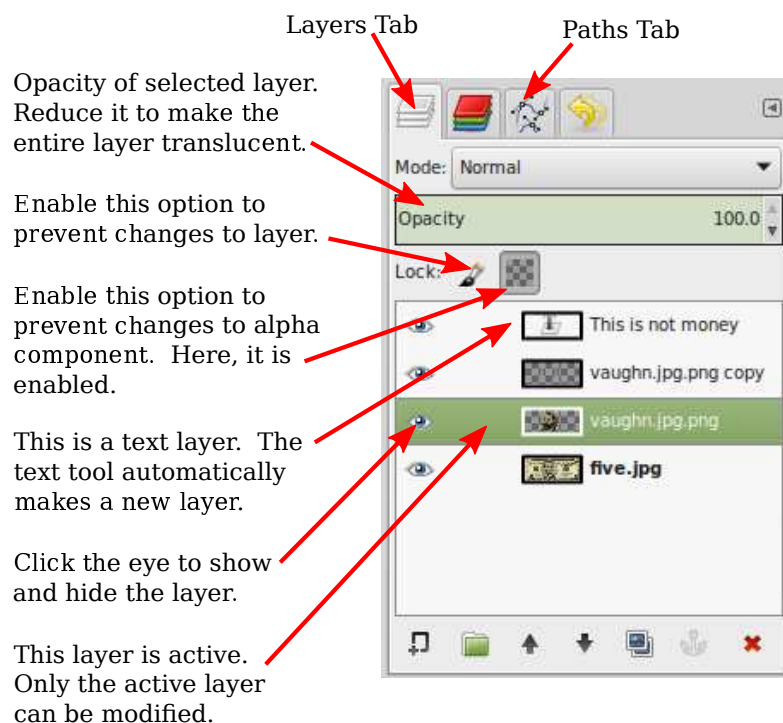 Layers Tab
Paths Tab
Opacity of selected layer.
Reduce it to make the
entire layer translucent.
Enable this option to
prevent changes to layer.
Enable this option to
prevent changes to alpha
component.  Here, it is
enabled.
This is a text layer.  The
text tool automatically
makes a new layer.
Click the eye to show
and hide the layer.
This layer is active.
Only the active layer
can be modified.
Mode: Normal
Opacity 100.0
Lock:
This is not money
vaughn.jpg.png copy
vaughn.jpg.png
five.jpg